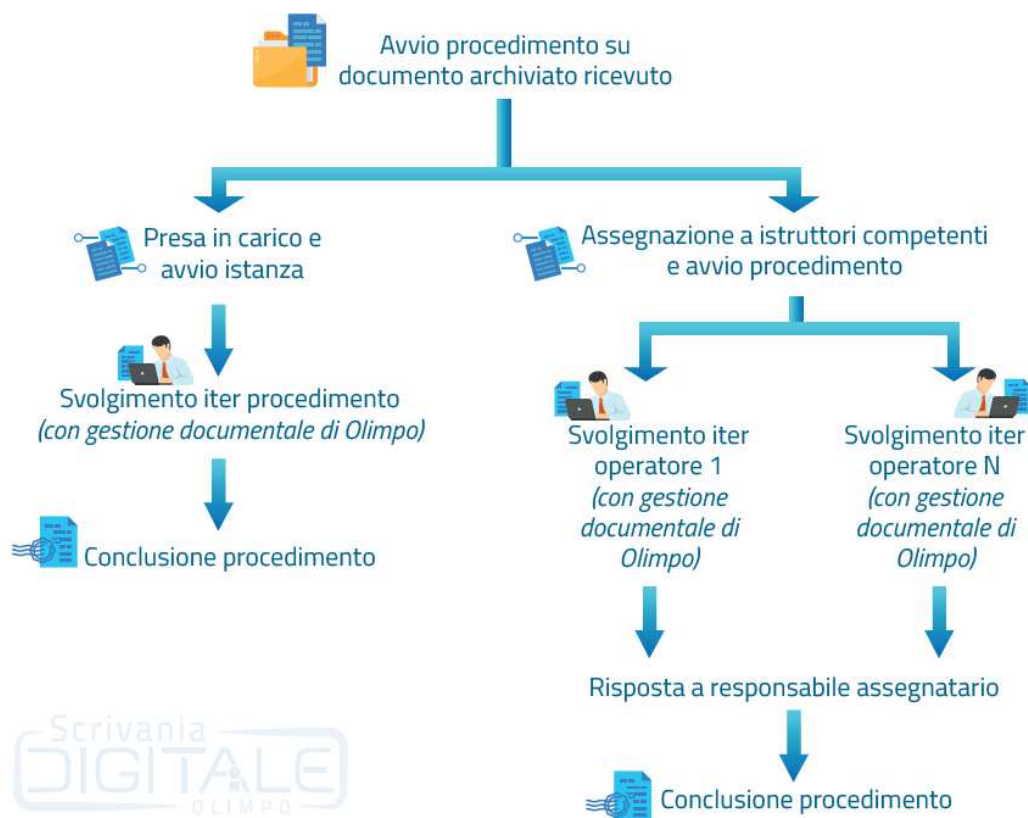 Avvio procedimento su
documento archiviato ricevuto
Presa in carico e
avvio istanza
Svolgimento iter procedimento
(con gestione documentale di Olimpo)
Conclusione procedimento
Assegnazione a istruttori competenti
e avvio procedimento
Svolgimento iter
operatore 1
(con gestione
documentale di
Olimpo)
Svolgimento iter
operatore N
(con gestione
documentale di
Olimpo)
Risposta a responsabile assegnatario
Conclusione procedimento
Scrivania
DIGITALE
OLIMPO